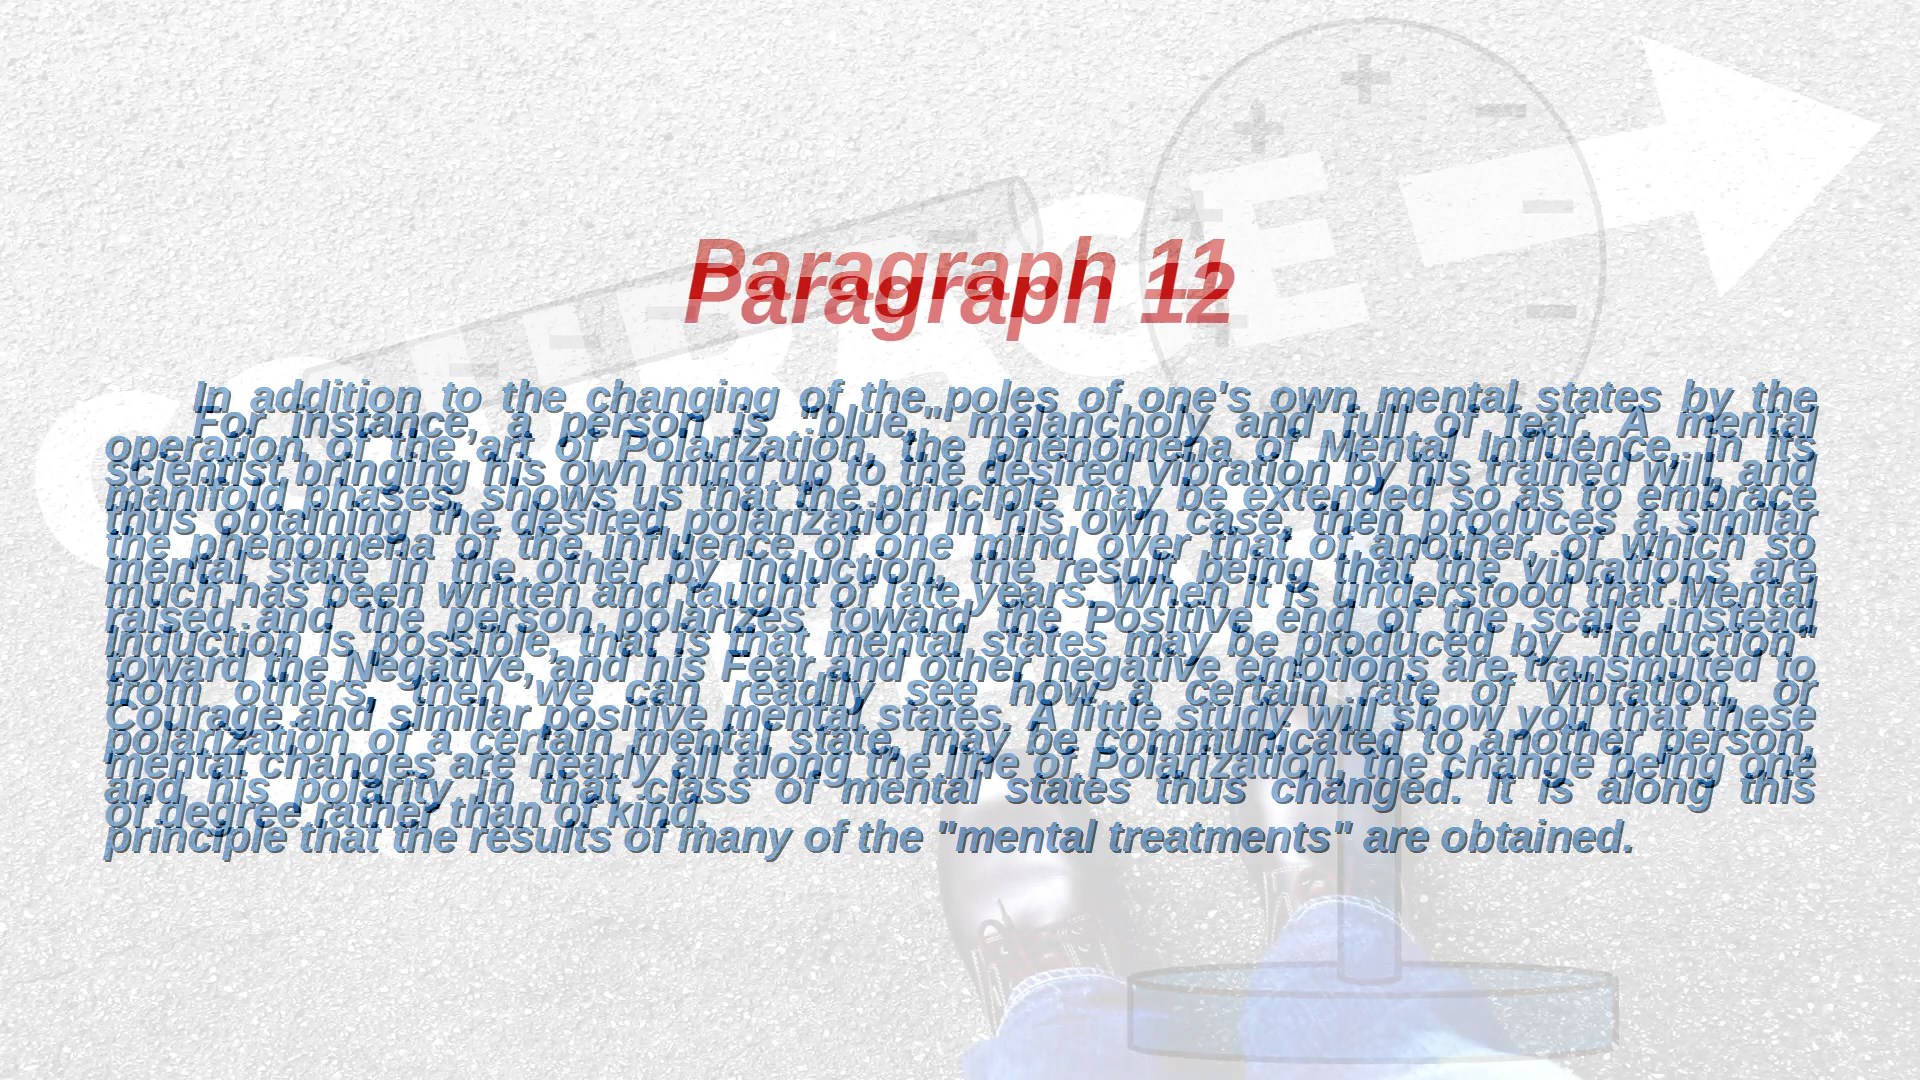 Paragraph 11
In addition to the changing of the poles of one's own mental states by the
operation of the art of Polarization, the phenomena of Mental Influence, in its
manifold phases, shows us that the principle may be extended so as to embrace
the phenomena of the influence of one mind over that of another, of which so
much has been written and taught of late years. When it is understood that Mental
Induction is possible, that is that mental states may be produced by "induction"
from others, then we can readily see how a certain rate of vibration, or
polarization of a certain mental state, may be communicated to another person,
and his polarity in that class of mental states thus changed. It is along this
principle that the results of many of the "mental treatments" are obtained.
Paragraph 12
For instance, a person is "blue," melancholy and full of fear. A mental
scientist bringing his own mind up to the desired vibration by his trained will, and
thus obtaining the desired polarization in his own case, then produces a similar
mental state in the other by induction, the result being that the vibrations are
raised and the person polarizes toward the Positive end of the scale instead
toward the Negative, and his Fear and other negative emotions are transmuted to
Courage and similar positive mental states. A little study will show you that these
mental changes are nearly all along the line of Polarization, the change being one
of degree rather than of kind.